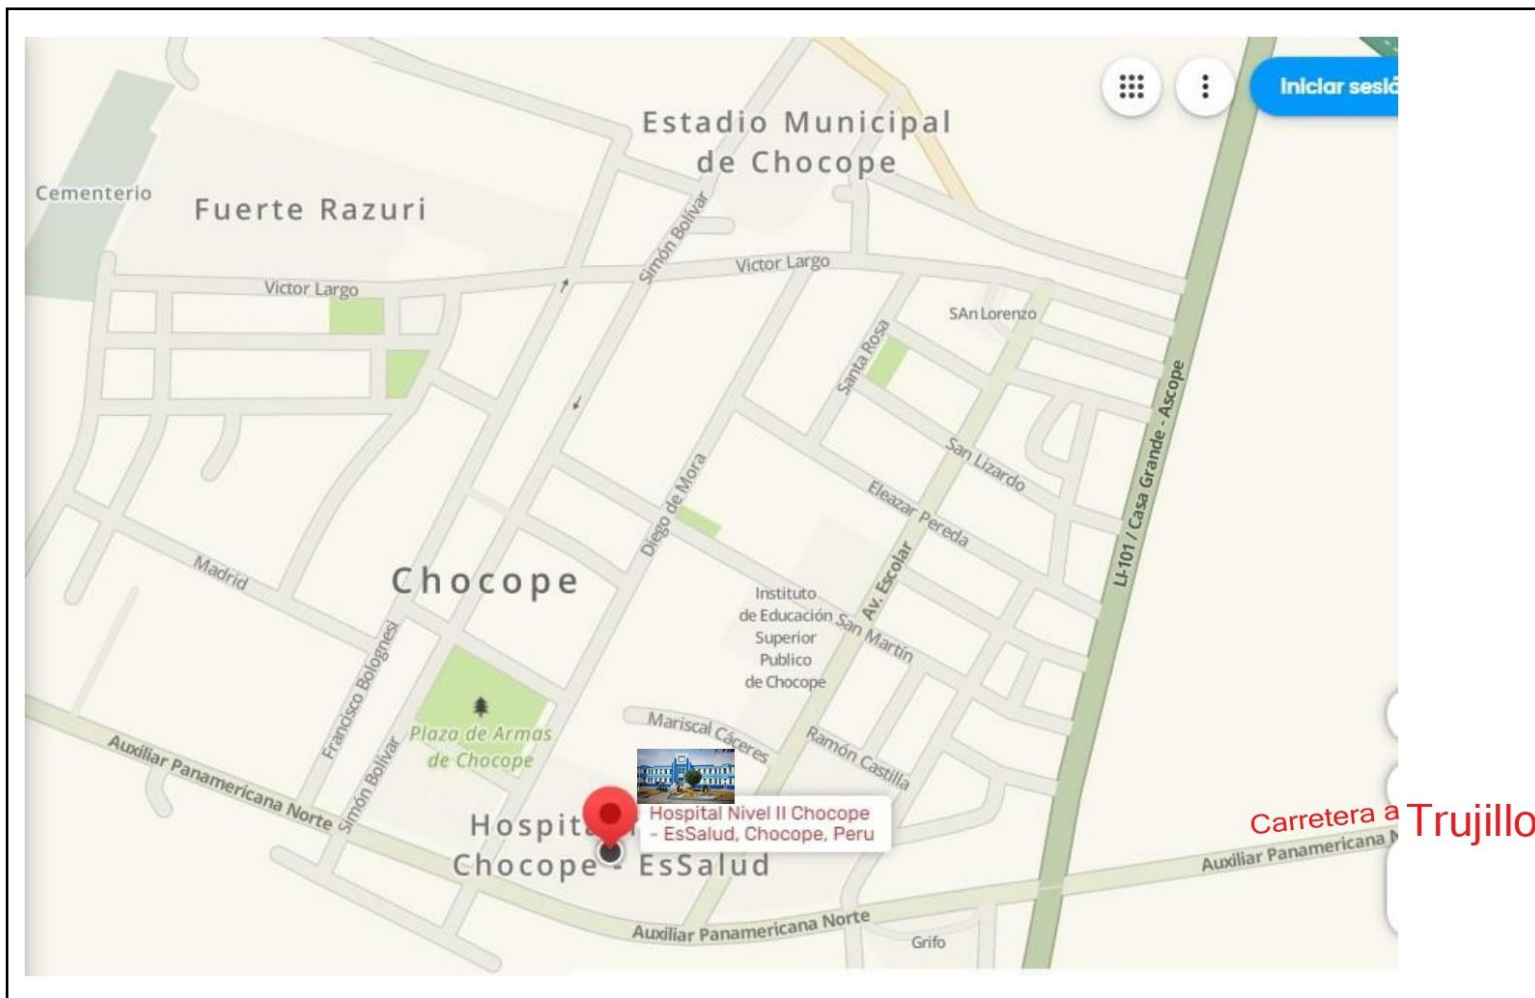 Iniciar sesió
Estadio Municipal
de Chocope
Cementerio
Fuerte Razuri
Simón Bolívar
Victor Largo
Victor Largo
SAn Lorenzo
Santa Rosa
LI-101 / Casa Grande - Ascope
San Lizardo
Diego de Mora
Eleazar Pereda
Madrid
Chocope
Av. Escolar
Instituto
de Educación
Superior
Publico
de Chocope
San Martín
Francisco Bolognesi
Plaza de Armas
de Chocope
Mariscal Cáceres
Ramón Castilla
Auxiliar Panamericana Norte
Simón Bolívar
Hospital Nivel II Chocope
- EsSalud, Chocope, Peru
Hospit
Chocope - EsSalud
Carretera a Trujillo
Auxiliar Panamericana N
Auxiliar Panamericana Norte
Grifo